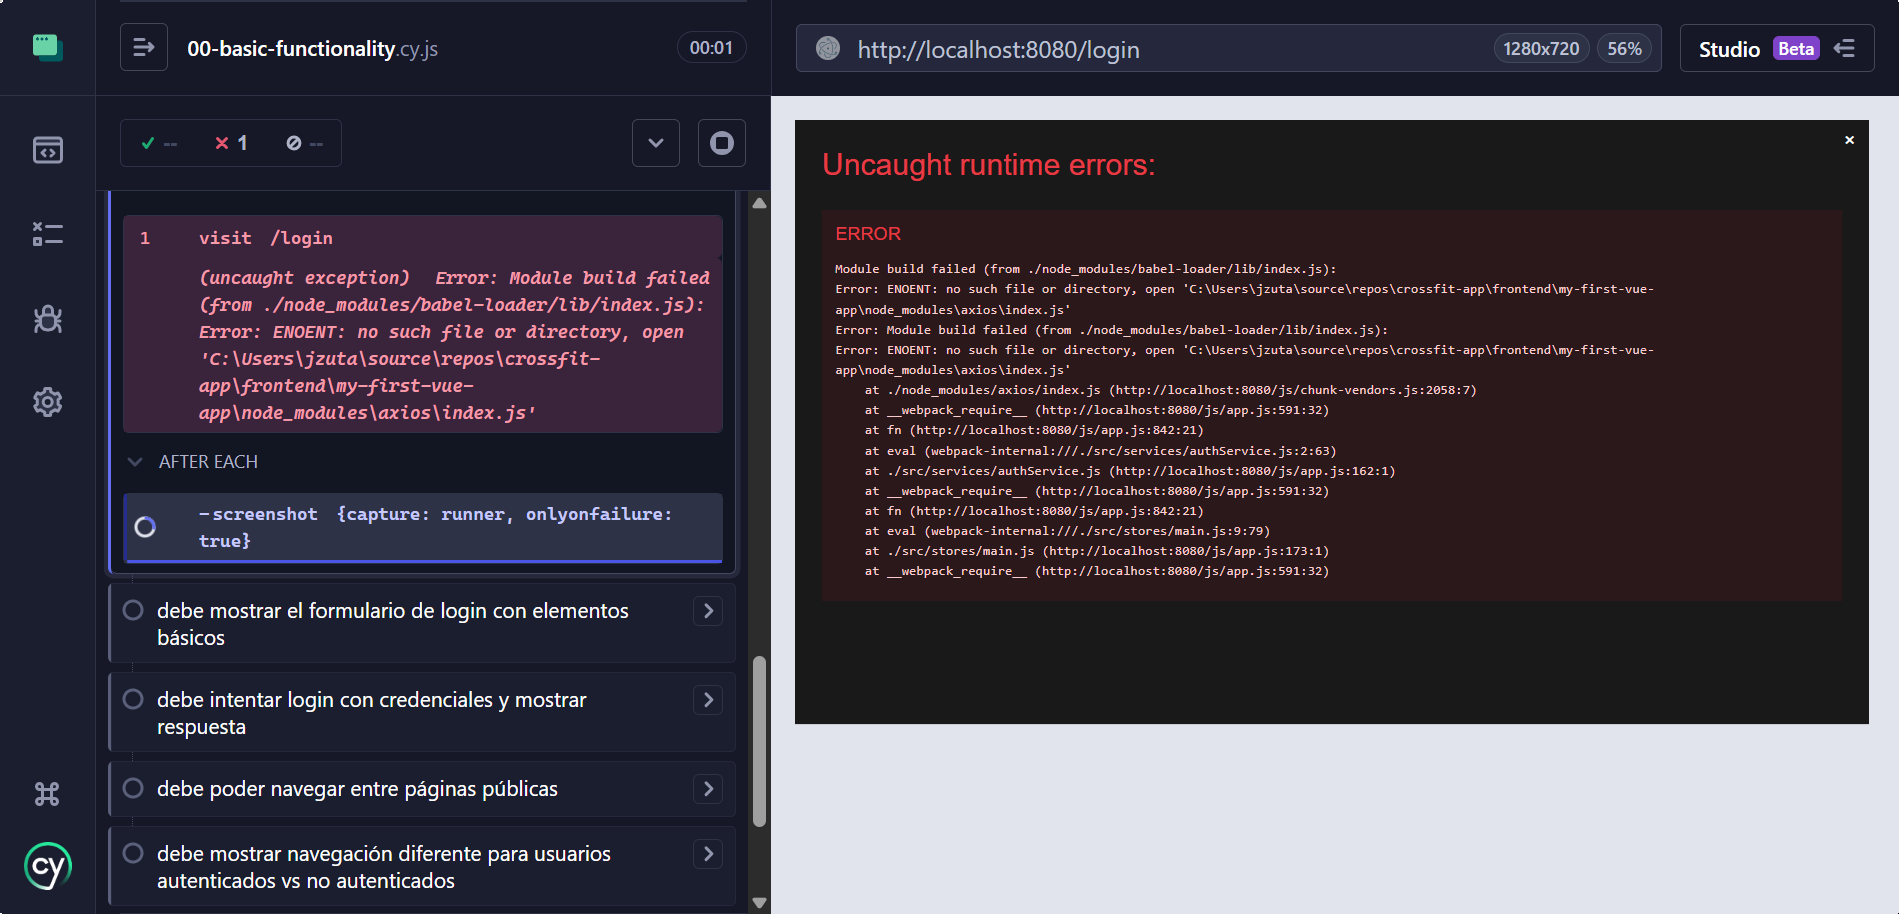 00-basic-functionality.cy.js
00:01
http://localhost:8080/login
1280x720
56%
Studio
Beta
--
1
--
1
visit /login
(uncaught exception) Error: Module build failed
(from ./node_modules/babel-loader/lib/index.js):
Error: ENOENT: no such file or directory, open
'C:\Users\jzuta\source\repos\crossfit-
app\frontend\my-first-vue-
app\node_modules\axios\index.js'
AFTER EACH
-screenshot {capture: runner, onlyonfailure:
true}
debe mostrar el formulario de login con elementos
básicos
debe intentar login con credenciales y mostrar
respuesta
debe poder navegar entre páginas públicas
debe mostrar navegación diferente para usuarios
autenticados vs no autenticados
cy
Uncaught runtime errors:
×
ERROR
Module build failed (from ./node_modules/babel-loader/lib/index.js):
Error: ENOENT: no such file or directory, open 'C:\Users\jzuta\source\repos\crossfit-app\frontend\my-first-vue-
app\node_modules\axios\index.js'
Error: Module build failed (from ./node_modules/babel-loader/lib/index.js):
Error: ENOENT: no such file or directory, open 'C:\Users\jzuta\source\repos\crossfit-app\frontend\my-first-vue-
app\node_modules\axios\index.js'
at ./node_modules/axios/index.js (http://localhost:8080/js/chunk-vendors.js:2058:7)
at __webpack_require__ (http://localhost:8080/js/app.js:591:32)
at fn (http://localhost:8080/js/app.js:842:21)
at eval (webpack-internal:///./src/services/authService.js:2:63)
at ./src/services/authService.js (http://localhost:8080/js/app.js:162:1)
at __webpack_require__ (http://localhost:8080/js/app.js:591:32)
at fn (http://localhost:8080/js/app.js:842:21)
at eval (webpack-internal:///./src/stores/main.js:9:79)
at ./src/stores/main.js (http://localhost:8080/js/app.js:173:1)
at __webpack_require__ (http://localhost:8080/js/app.js:591:32)